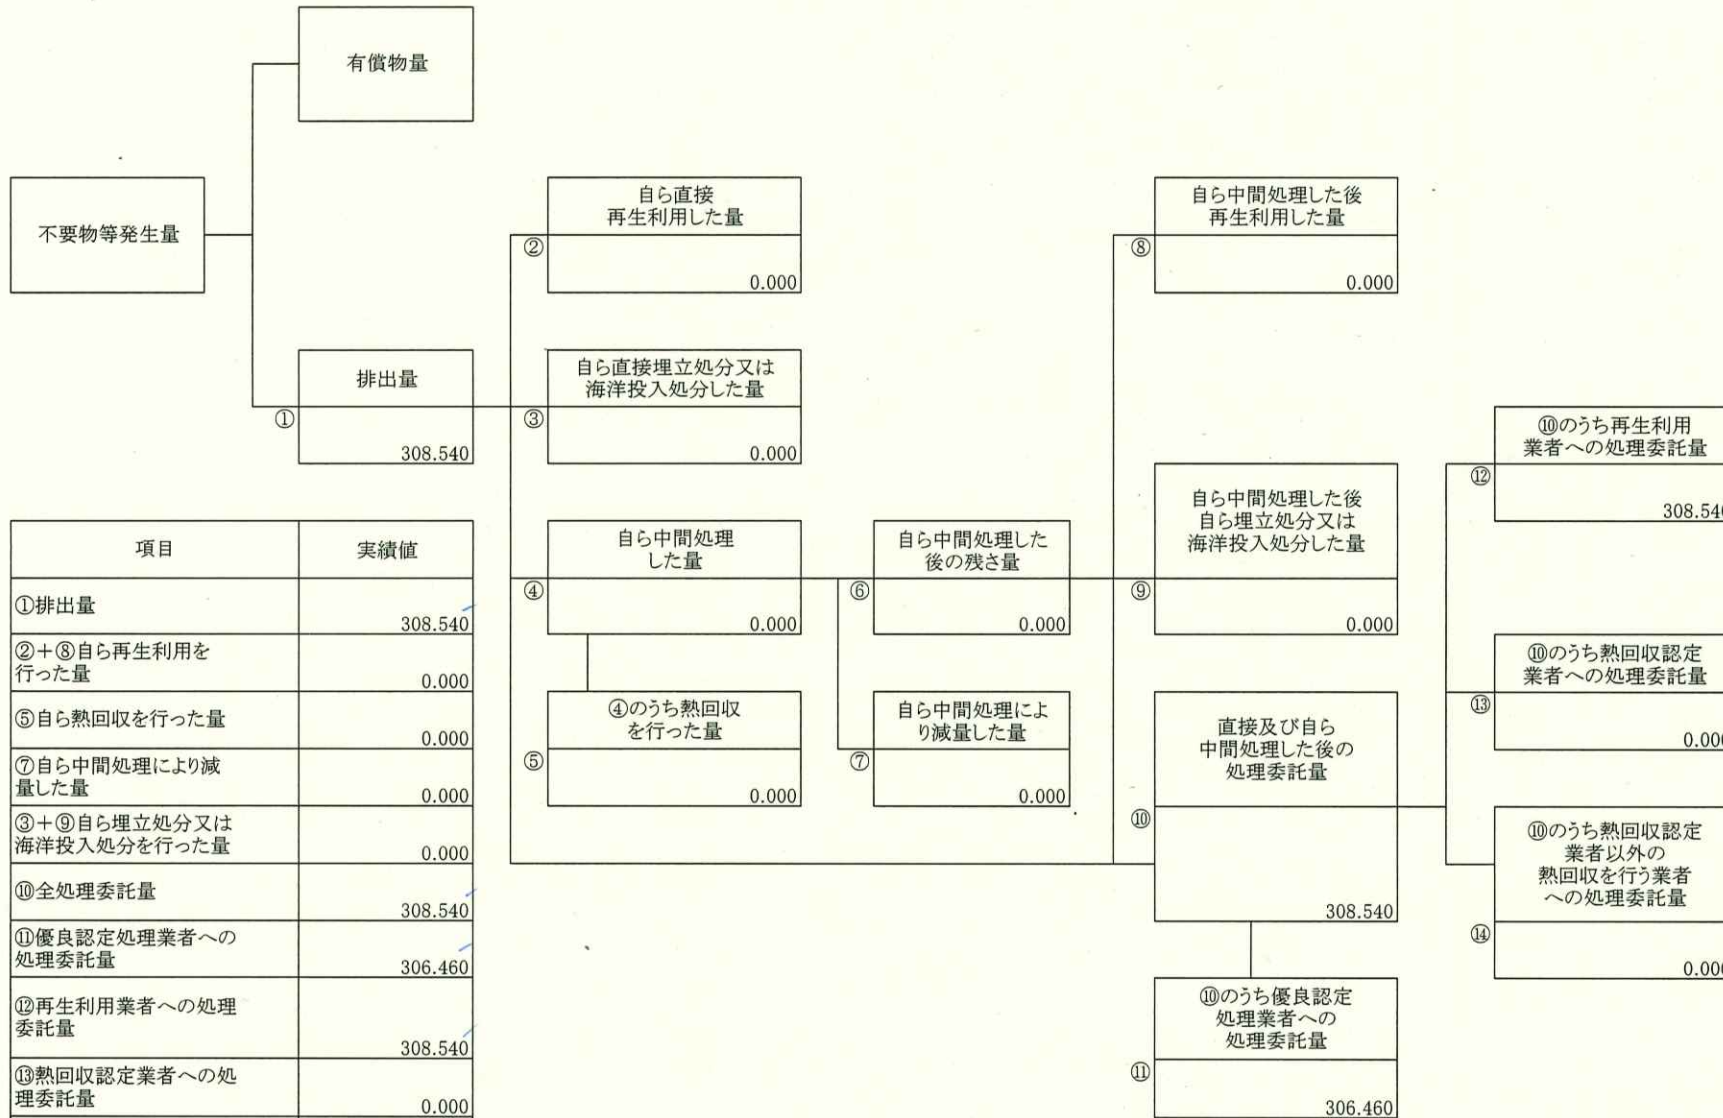 有償物量
不要物等発生量
自ら直接
再生利用した量
②
0.000
自ら中間処理した後
再生利用した量
⑧
0.000
排出量
①
308.540
自ら直接埋立処分又は
海洋投入処分した量
③
0.000
⑩のうち再生利用
業者への処理委託量
⑫
308.540
自ら中間処理
した量
④
0.000
自ら中間処理した
後の残さ量
⑥
0.000
自ら中間処理した後
自ら埋立処分又は
海洋投入処分した量
⑨
0.000
⑩のうち熱回収認定
業者への処理委託量
⑬
0.000
④のうち熱回収
を行った量
⑤
0.000
自ら中間処理によ
り減量した量
⑦
0.000
直接及び自ら
中間処理した後の
処理委託量
⑩
308.540
⑩のうち熱回収認定
業者以外の
熱回収を行う業者
への処理委託量
⑭
0.000
⑩のうち優良認定
処理業者への
処理委託量
⑪
306.460
項目 実績値
①排出量
308.540
②+⑧自ら再生利用を
行った量 0.000
⑤自ら熱回収を行った量
0.000
⑦自ら中間処理により減
量した量 0.000
③+⑨自ら埋立処分又は
海洋投入処分を行った量 0.000
⑩全処理委託量
308.540
⑪優良認定処理業者への
処理委託量 306.460
⑫再生利用業者への処理
委託量
308.540
⑬熱回収認定業者への処
理委託量 0.000